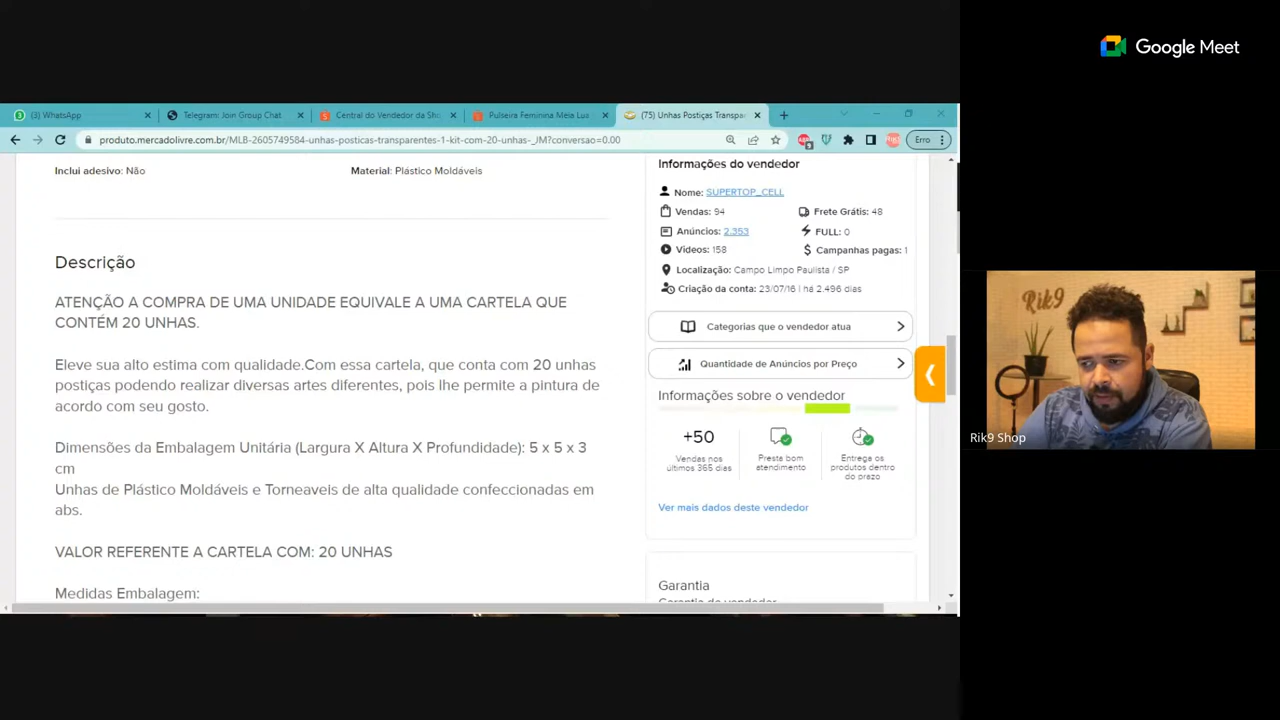 Google Meet
(3) WhatsApp
Telegram: Join Group Chat
Central do Vendedor da Sho
Pulseira Feminina Meia Lua
(75) Unhas Postiças Transpa
produto.mercadolivre.com.br/MLB-2605749584-unhas-posticas-transparentes-1-kit-com-20-unhas-_JM?conversao=0.00
Erro
Inclui adesivo: Não
Material: Plástico Moldáveis
Descrição
ATENÇÃO A COMPRA DE UMA UNIDADE EQUIVALE A UMA CARTELA QUE
CONTÉM 20 UNHAS.
Eleve sua alto estima com qualidade.Com essa cartela, que conta com 20 unhas
postiças podendo realizar diversas artes diferentes, pois lhe permite a pintura de
acordo com seu gosto.
Dimensões da Embalagem Unitária (Largura X Altura X Profundidade): 5 x 5 x 3
cm
Unhas de Plástico Moldáveis e Torneaveis de alta qualidade confeccionadas em
abs.
VALOR REFERENTE A CARTELA COM: 20 UNHAS
Medidas Embalagem:
Informações do vendedor
Nome: SUPERTOP_CELL
Vendas: 94
Frete Grátis: 48
Anúncios: 2.353
FULL: 0
Videos: 158
Campanhas pagas: 1
Localização: Campo Limpo Paulista / SP
Criação da conta: 23/07/16 | há 2.496 dias
Categorias que o vendedor atua
Quantidade de Anúncios por Preço
Informações sobre o vendedor
+50
Vendas nos
últimos 365 dias
Presta bom
atendimento
Entrega os
produtos dentro
do prazo
Ver mais dados deste vendedor
Garantia
Garantia do vendedor
Rik9
Rik9 Shop